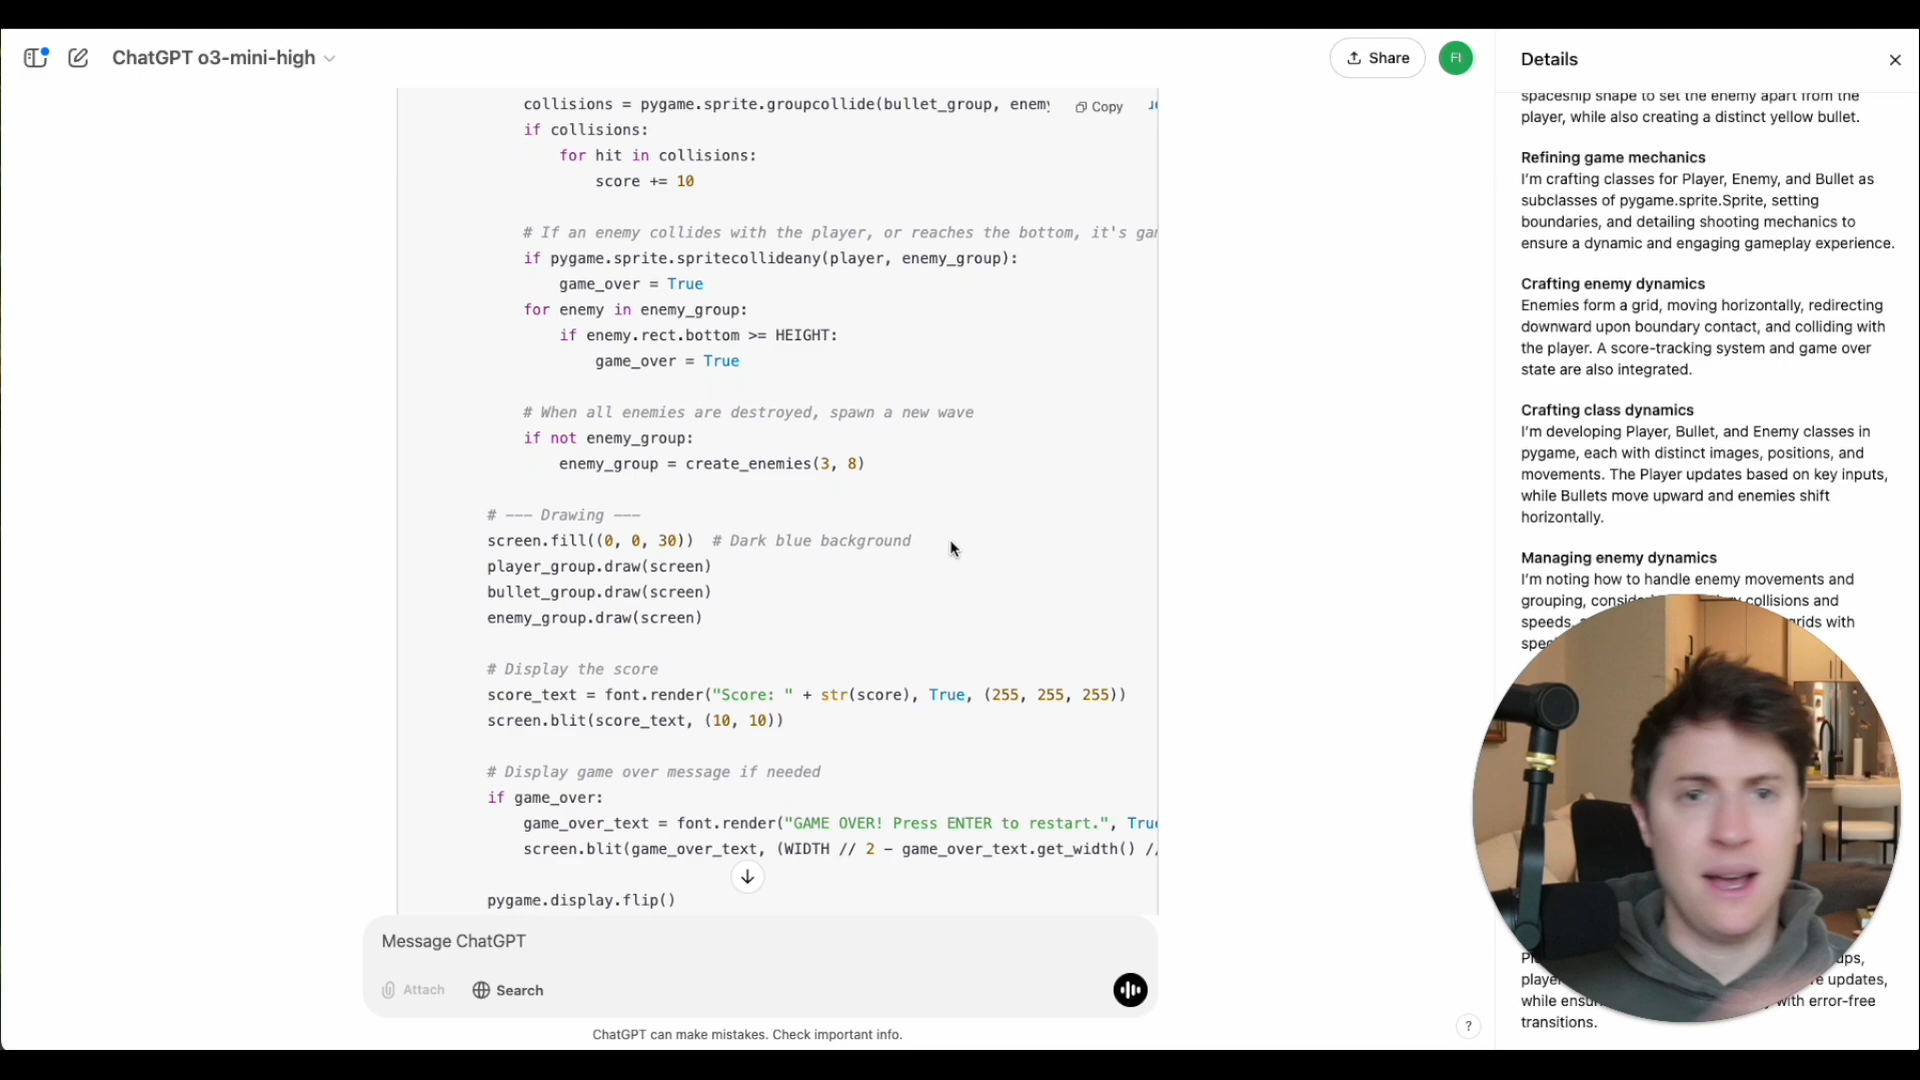 ChatGPT o3-mini-high
Share
FI
collisions = pygame.sprite.groupcollide(bullet_group, enemy
Copy
if collisions:
for hit in collisions:
score += 10
# If an enemy collides with the player, or reaches the bottom, it's gam
if pygame.sprite.spritecollideany(player, enemy_group):
game_over = True
for enemy in enemy_group:
if enemy.rect.bottom >= HEIGHT:
game_over = True
# When all enemies are destroyed, spawn a new wave
if not enemy_group:
enemy_group = create_enemies(3, 8)
# --- Drawing ---
screen.fill((0, 0, 30))  # Dark blue background
player_group.draw(screen)
bullet_group.draw(screen)
enemy_group.draw(screen)
# Display the score
score_text = font.render("Score: " + str(score), True, (255, 255, 255))
screen.blit(score_text, (10, 10))
# Display game over message if needed
if game_over:
game_over_text = font.render("GAME OVER! Press ENTER to restart.", True
screen.blit(game_over_text, (WIDTH // 2 - game_over_text.get_width() //
pygame.display.flip()
Message ChatGPT
Attach
Search
ChatGPT can make mistakes. Check important info.
?
Details
spaceship shape to set the enemy apart from the
player, while also creating a distinct yellow bullet.
Refining game mechanics
I'm crafting classes for Player, Enemy, and Bullet as
subclasses of pygame.sprite.Sprite, setting
boundaries, and detailing shooting mechanics to
ensure a dynamic and engaging gameplay experience.
Crafting enemy dynamics
Enemies form a grid, moving horizontally, redirecting
downward upon boundary contact, and colliding with
the player. A score-tracking system and game over
state are also integrated.
Crafting class dynamics
I'm developing Player, Bullet, and Enemy classes in
pygame, each with distinct images, positions, and
movements. The Player updates based on key inputs,
while Bullets move upward and enemies shift
horizontally.
Managing enemy dynamics
I'm noting how to handle enemy movements and
grouping, collisions and
speeds, grids with
updates,
while with error-free
transitions.